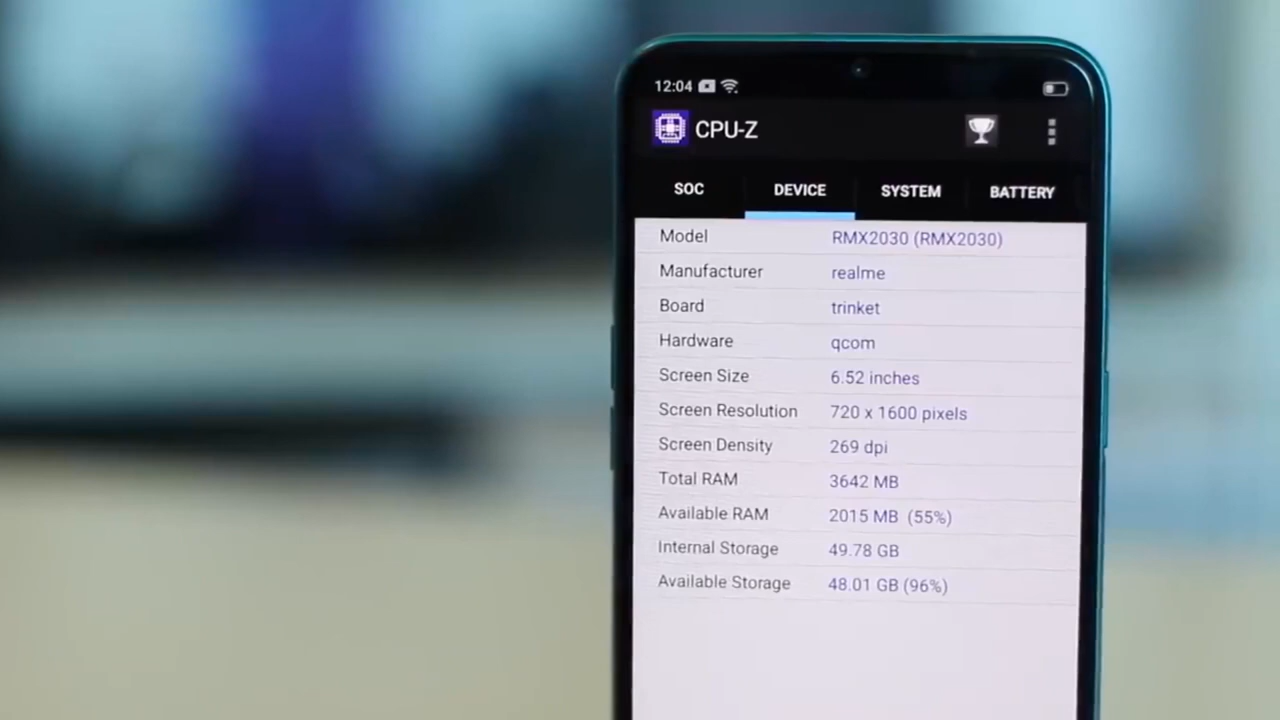 12:04
CPU-Z
SOC DEVICE SYSTEM BATTERY
Model RMX2030 (RMX2030)
Manufacturer realme
Board trinket
Hardware qcom
Screen Size 6.52 inches
Screen Resolution 720 x 1600 pixels
Screen Density 269 dpi
Total RAM 3642 MB
Available RAM 2015 MB (55%)
Internal Storage 49.78 GB
Available Storage 48.01 GB (96%)